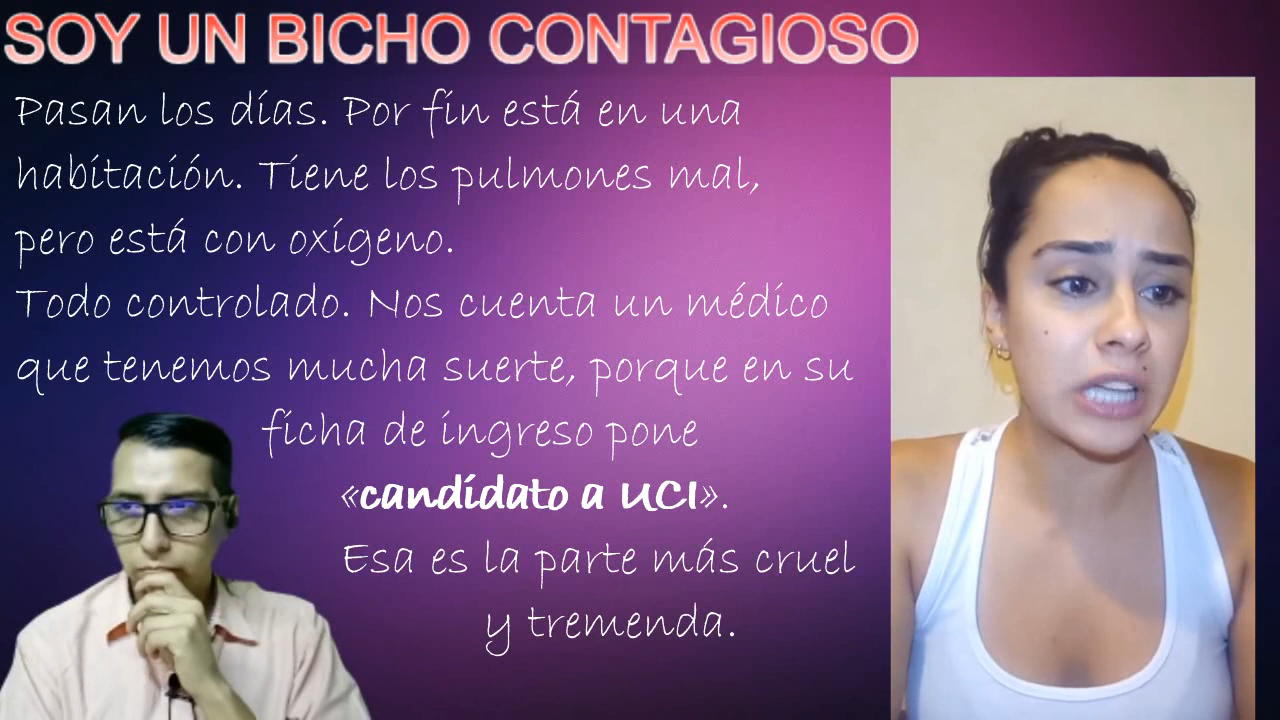 SOY UN BICHO CONTAGIOSO
Pasan los días. Por fin está en una
habitación. Tiene los pulmones mal,
pero está con oxígeno.
Todo controlado. Nos cuenta un médico
que tenemos mucha suerte, porque en su
ficha de ingreso pone
«candidato a UCI».
Esa es la parte más cruel
y tremenda.